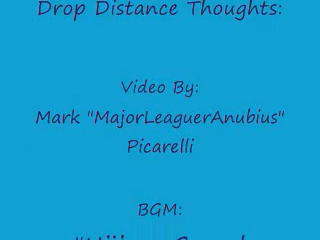 Drop Distance Thoughts:
Video By:
Mark "MajorLeaguerAnubius"
Picarelli
BGM: